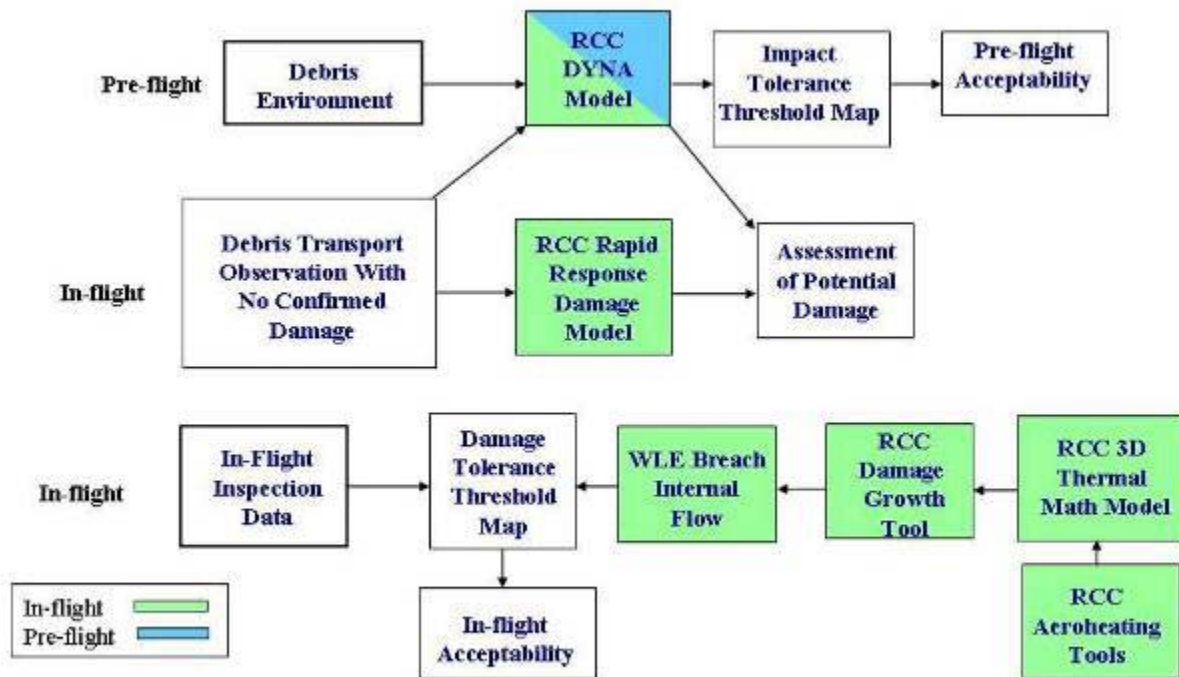 Pre-flight
Debris
Environment
RCC
DYNA
Model
Impact
Tolerance
Threshold Map
Pre-flight
Acceptability
In-flight
Debris Transport
Observation With
No Confirmed
Damage
RCC Rapid
Response
Damage
Model
Assessment
of Potential
Damage
In-flight
In-Flight
Inspection
Data
Damage
Tolerance
Threshold
Map
WLE Breach
Internal
Flow
RCC
Damage
Growth
Tool
RCC 3D
Thermal
Math Model
In-flight
Pre-flight
In-flight
Acceptability
RCC
Aeroheating
Tools